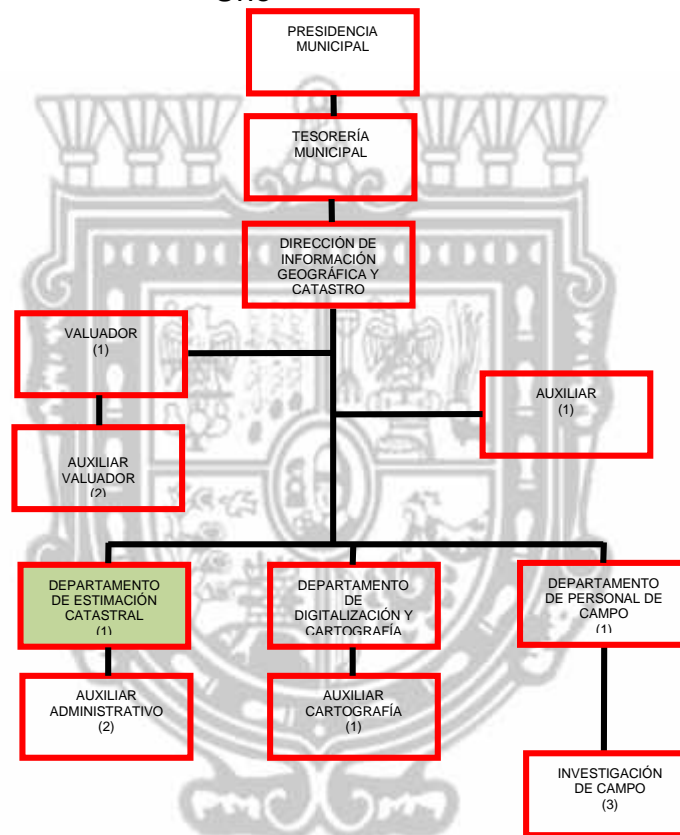 PRESIDENCIA
MUNICIPAL
TESORERÍA
MUNICIPAL
DIRECCIÓN DE
INFORMACIÓN
GEOGRÁFICA Y
CATASTRO
VALUADOR
(1)
AUXILIAR
(1)
AUXILIAR
VALUADOR
(2)
DEPARTAMENTO
DE ESTIMACIÓN
CATASTRAL
(1)
DEPARTAMENTO
DE
DIGITALIZACIÓN Y
CARTOGRAFÍA
DEPARTAMENTO
DE PERSONAL DE
CAMPO
(1)
AUXILIAR
ADMINISTRATIVO
(2)
AUXILIAR
CARTOGRAFÍA
(1)
INVESTIGACIÓN
DE CAMPO
(3)